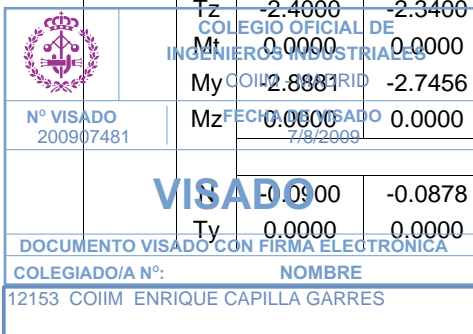 Tz -2.4000 -2.3400
COLEGIO OFICIAL DE
Mt 0.0000 0.0000
INGENIEROS INDUSTRIALES
My -2.8881 -2.7456
COIIM MADRID
Nº VISADO FECHA DE VISADO
Mz 0.0000 0.0000
200907481 7/8/2009
VISADO
N -0.0900 -0.0878
Ty 0.0000 0.0000
DOCUMENTO VISADO CON FIRMA ELECTRÓNICA
COLEGIADO/A Nº: NOMBRE
12153 COIIM ENRIQUE CAPILLA GARRES